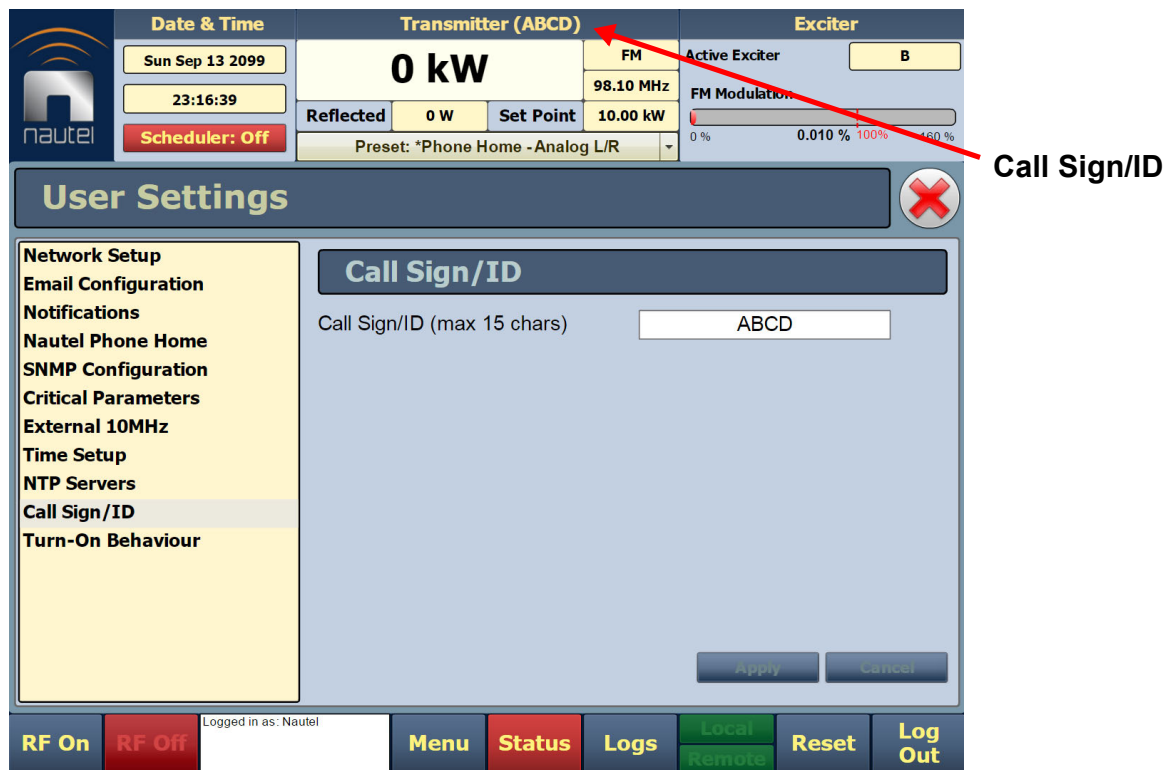 Date & Time
Transmitter (ABCD)
Exciter
nautel
Sun Sep 13 2099
23:16:39
Scheduler: Off
0 kW
FM
98.10 MHz
Reflected 0 W Set Point 10.00 kW
Preset: *Phone Home - Analog L/R
Active Exciter B
FM Modulation
0 % 0.010 % 100% 160 %
Call Sign/ID
User Settings
Network Setup
Email Configuration
Notifications
Nautel Phone Home
SNMP Configuration
Critical Parameters
External 10MHz
Time Setup
NTP Servers
Call Sign/ID
Turn-On Behaviour
Call Sign/ID
Call Sign/ID (max 15 chars) ABCD
Apply Cancel
RF On
RF Off
Logged in as: Nautel
Menu
Status
Logs
Local
Remote
Reset
Log
Out